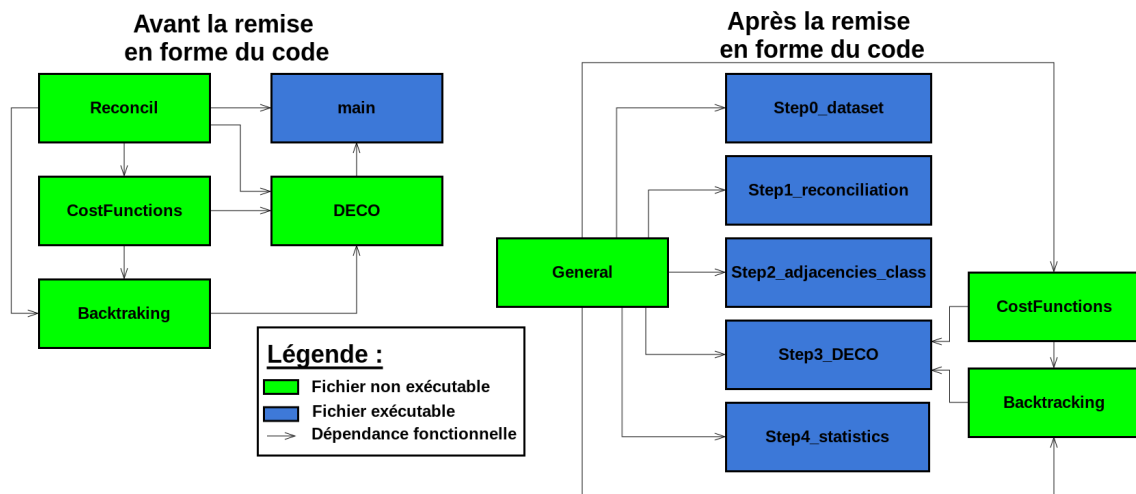 Avant la remise
en forme du code
Reconcil
main
CostFunctions
DECO
Backtraking
Légende :
Fichier non exécutable
Fichier exécutable
Dépendance fonctionnelle
Après la remise
en forme du code
Step0_dataset
Step1_reconciliation
General
Step2_adjacencies_class
CostFunctions
Step3_DECO
Backtracking
Step4_statistics